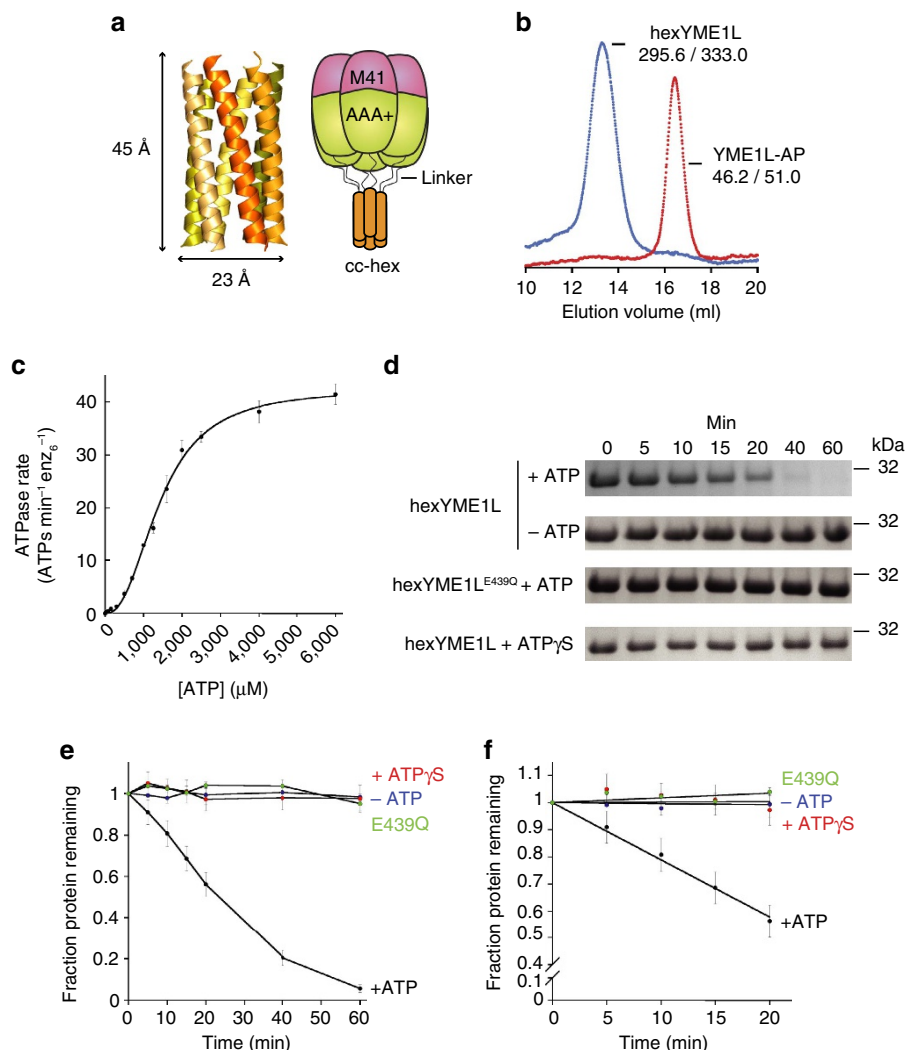 a
45 Å
23 Å
M41
AAA+
Linker
cc-hex
b
hexYME1L
295.6 / 333.0
YME1L-AP
46.2 / 51.0
10 12 14 16 18 20
Elution volume (ml)
c
ATPase rate
(ATPs min⁻¹ enz₆⁻¹)
40
30
20
10
0
0 1,000 2,000 3,000 4,000 5,000 6,000
[ATP] (μM)
d
Min
0 5 10 15 20 40 60 kDa
hexYME1L
+ ATP
32
– ATP
32
hexYME1Lᴱ⁴³⁹Q + ATP
32
hexYME1L + ATPγS
32
e
Fraction protein remaining
1
0.8
0.6
0.4
0.2
0
+ ATPγS
– ATP
E439Q
+ATP
0 10 20 30 40 50 60
Time (min)
f
Fraction protein remaining
1.1
1
0.9
0.8
0.7
0.6
0.5
0.4
0.1
0
E439Q
– ATP
+ ATPγS
+ATP
0 5 10 15 20
Time (min)